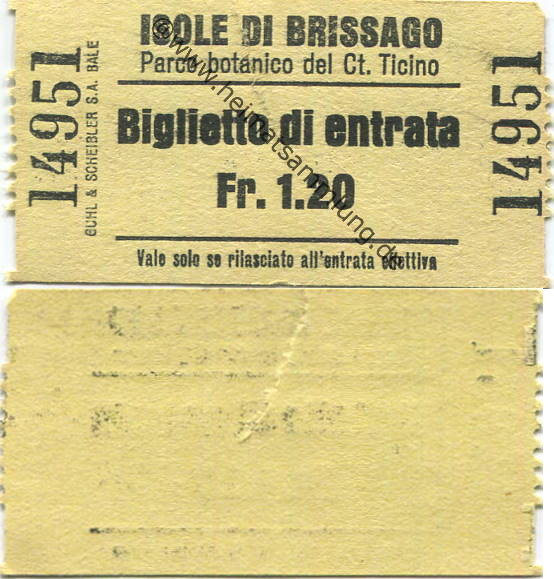 ISOLE DI BRISSAGO
Parco botanico del Ct. Ticino
Biglietto di entrata
Fr. 1.20
Vale solo se rilasciato all'entrata effettiva
14951
BUHL & SCHEIBLER S.A. BALE
14951
©www.heimatsammlung.de